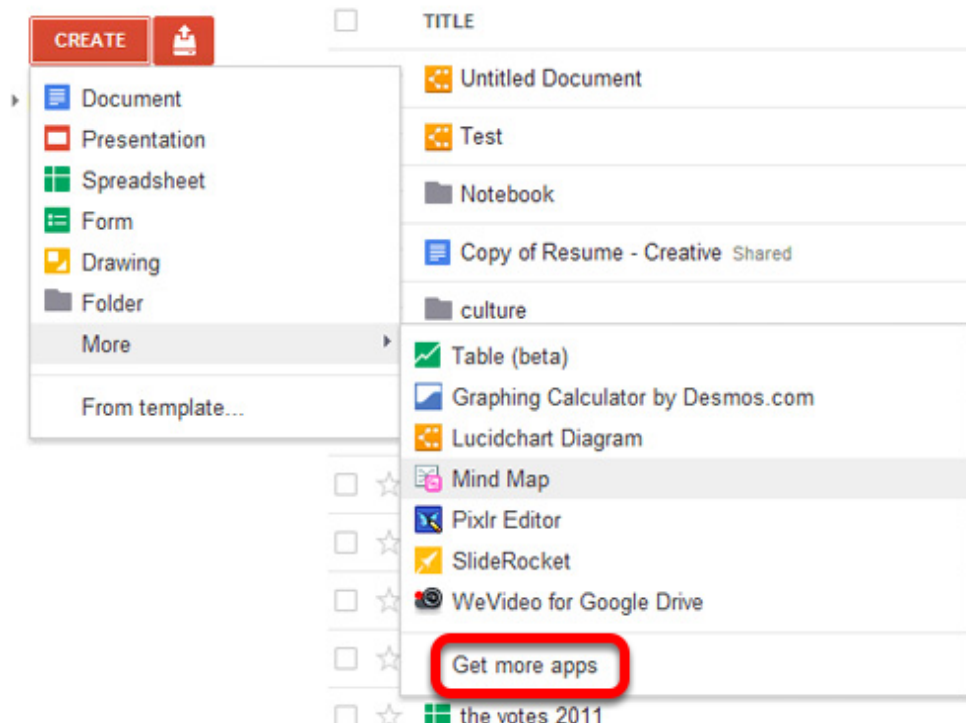 CREATE
TITLE
Document
Presentation
Spreadsheet
Form
Drawing
Folder
More
From template...
Untitled Document
Test
Notebook
Copy of Resume - Creative Shared
culture
Table (beta)
Graphing Calculator by Desmos.com
Lucidchart Diagram
Mind Map
Pixlr Editor
SlideRocket
WeVideo for Google Drive
Get more apps
the votes 2011